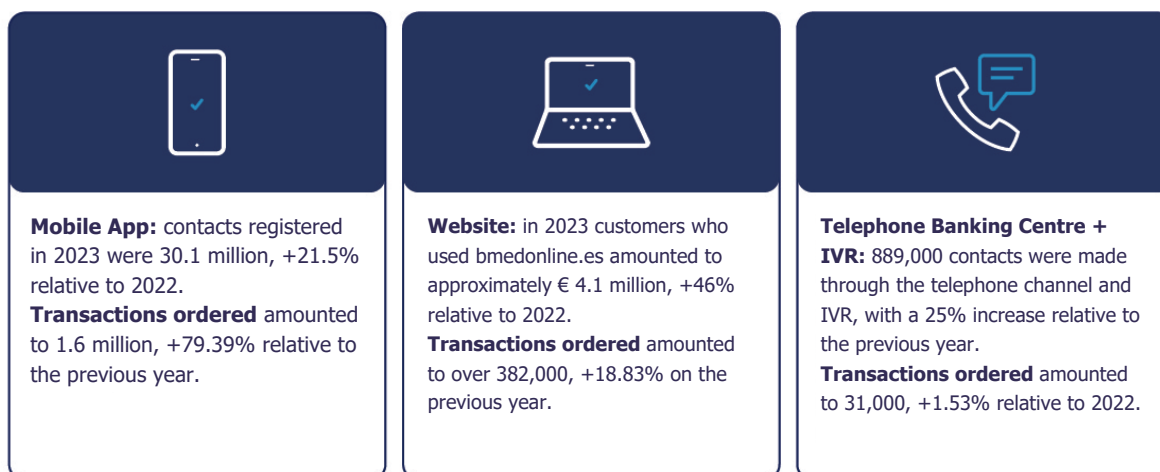 Mobile App: contacts registered
in 2023 were 30.1 million, +21.5%
relative to 2022.
Transactions ordered amounted
to 1.6 million, +79.39% relative to
the previous year.
Website: in 2023 customers who
used bmedonline.es amounted to
approximately € 4.1 million, +46%
relative to 2022.
Transactions ordered amounted
to over 382,000, +18.83% on the
previous year.
Telephone Banking Centre +
IVR: 889,000 contacts were made
through the telephone channel and
IVR, with a 25% increase relative to
the previous year.
Transactions ordered amounted
to 31,000, +1.53% relative to 2022.